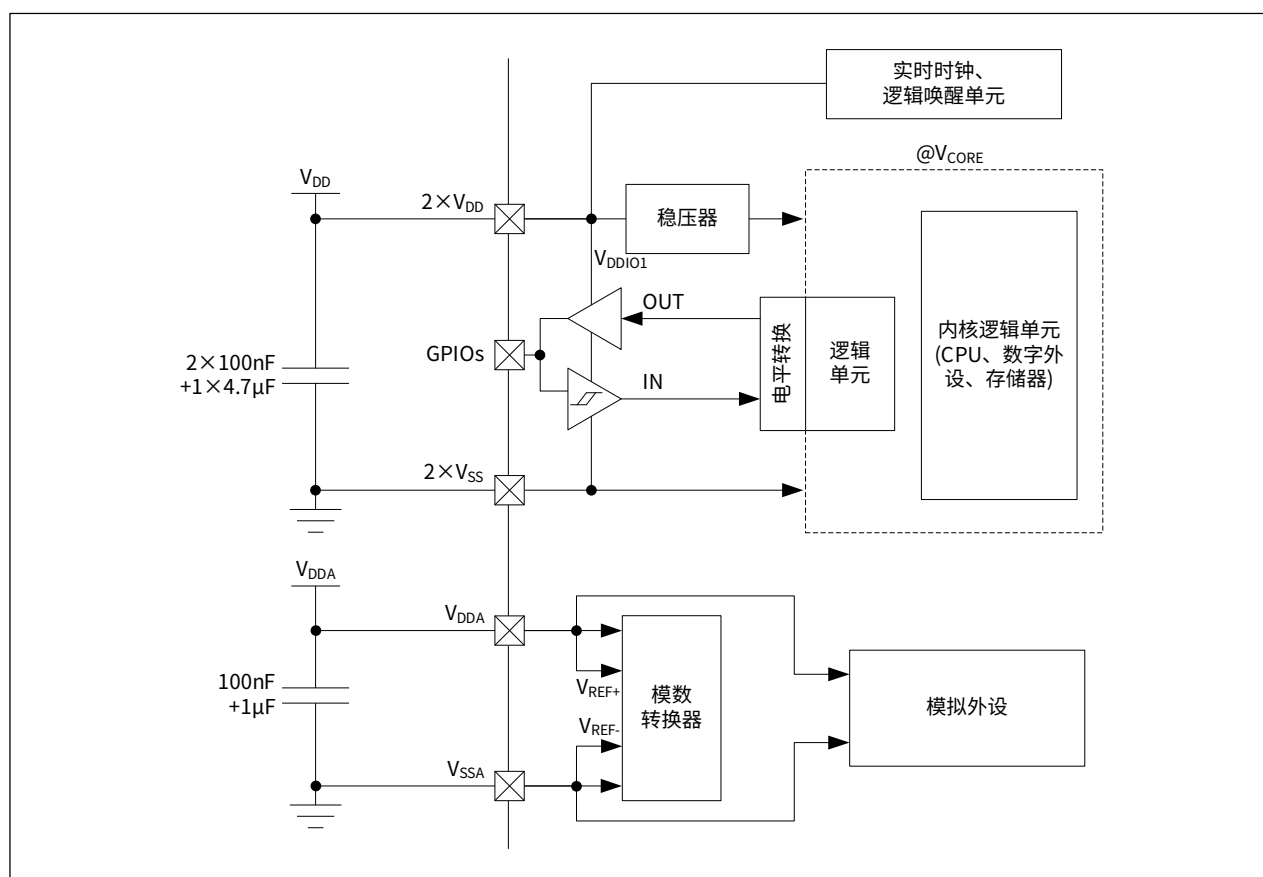 实时时钟、
逻辑唤醒单元
@VCORE
VDD
2×VDD
稳压器
VDDIO1
OUT
GPIOs
2×100nF
+1×4.7μF
IN
电平转换
逻辑
单元
内核逻辑单元
(CPU、数字外
设、存储器)
2×VSS
VDDA
VDDA
100nF
+1μF
VREF+
模数
转换器
VREF-
模拟外设
VSSA